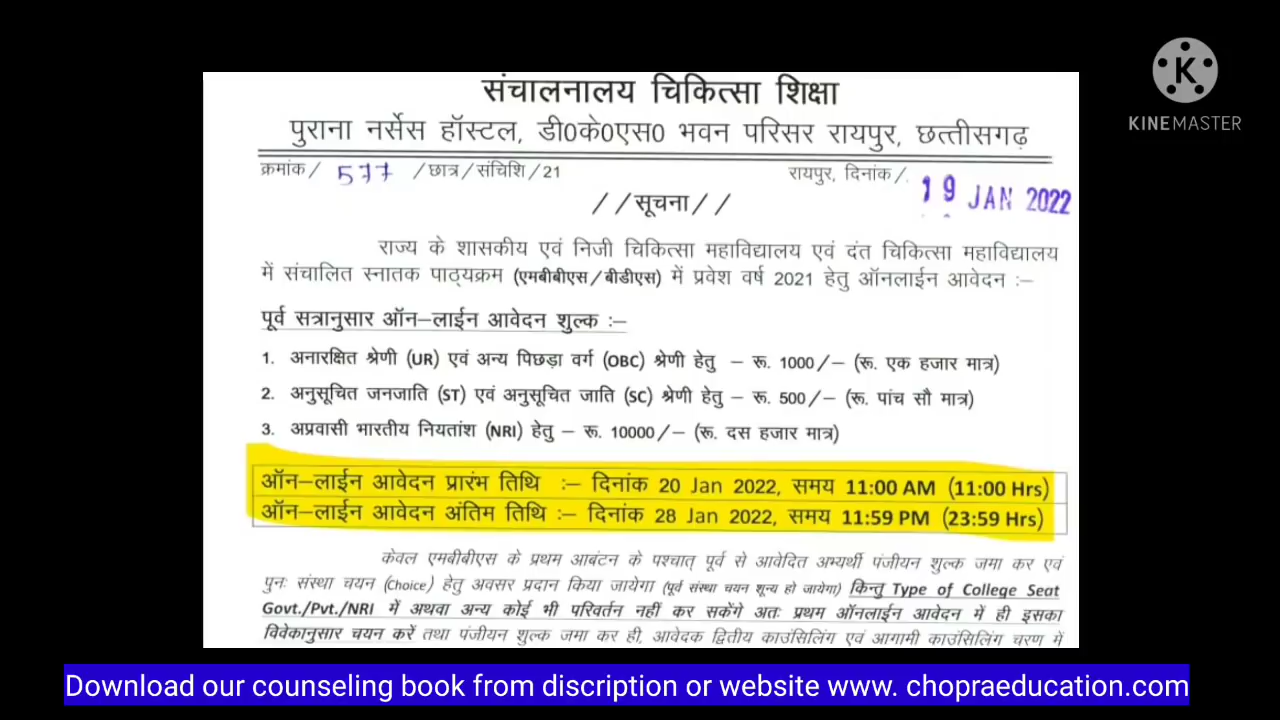 संचालनालय चिकित्सा शिक्षा
पुराना नर्सेस हॉस्टल, डी0के0एस0 भवन परिसर रायपुर, छत्तीसगढ़
क्रमांक/ 577 /छात्र/संचिशि/21 रायपुर, दिनांक/. 19 JAN 2022
//सूचना//
राज्य के शासकीय एवं निजी चिकित्सा महाविद्यालय एवं दंत चिकित्सा महाविद्यालय
में संचालित स्नातक पाठ्यक्रम (एमबीबीएस/बीडीएस) में प्रवेश वर्ष 2021 हेतु ऑनलाईन आवेदन :–
पूर्व सत्रानुसार ऑन–लाईन आवेदन शुल्क :–
1. अनारक्षित श्रेणी (UR) एवं अन्य पिछड़ा वर्ग (OBC) श्रेणी हेतु – रू. 1000/– (रू. एक हजार मात्र)
2. अनुसूचित जनजाति (ST) एवं अनुसूचित जाति (SC) श्रेणी हेतु – रू. 500/– (रू. पांच सौ मात्र)
3. अप्रवासी भारतीय नियतांश (NRI) हेतु – रू. 10000/– (रू. दस हजार मात्र)
ऑन–लाईन आवेदन प्रारंभ तिथि :– दिनांक 20 Jan 2022, समय 11:00 AM (11:00 Hrs)
ऑन–लाईन आवेदन अंतिम तिथि :– दिनांक 28 Jan 2022, समय 11:59 PM (23:59 Hrs)
केवल एमबीबीएस के प्रथम आबंटन के पश्चात् पूर्व से आवेदित अभ्यर्थी पंजीयन शुल्क जमा कर एवं
पुनः संस्था चयन (Choice) हेतु अवसर प्रदान किया जायेगा (पूर्व संस्था चयन शून्य हो जायेगा) किन्तु Type of College Seat
Govt./Pvt./NRI में अथवा अन्य कोई भी परिवर्तन नहीं कर सकेंगे अतः प्रथम ऑनलाईन आवेदन में ही इसका
विवेकानुसार चयन करें तथा पंजीयन शुल्क जमा कर ही, आवेदक द्वितीय काउंसिलिंग एवं आगामी काउंसिलिंग चरण में
K
KINEMASTER
Download our counseling book from discription or website www. chopraeducation.com